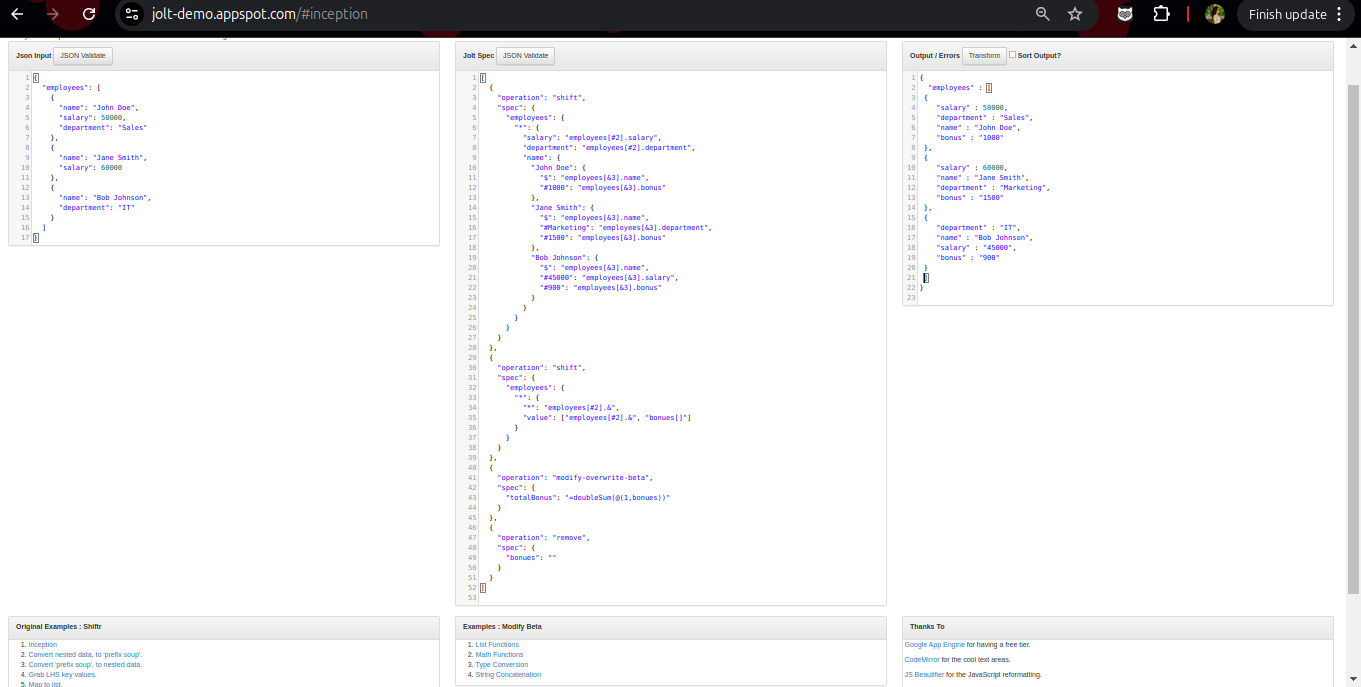 jolt-demo.appspot.com/#inception
Finish update
Json Input JSON Validate
1 {
2 "employees": [
3 {
4 "name": "John Doe",
5 "salary": 50000,
6 "department": "Sales"
7 },
8 {
9 "name": "Jane Smith",
10 "salary": 60000
11 },
12 {
13 "name": "Bob Johnson",
14 "department": "IT"
15 }
16 ]
17 }
Jolt Spec JSON Validate
1 [
2 {
3 "operation": "shift",
4 "spec": {
5 "employees": {
6 "*": {
7 "salary": "employees[#2].salary",
8 "department": "employees[#2].department",
9 "name": {
10 "John Doe": {
11 "$": "employees[&3].name",
12 "#1000": "employees[&3].bonus"
13 },
14 "Jane Smith": {
15 "$": "employees[&3].name",
16 "#Marketing": "employees[&3].department",
17 "#1500": "employees[&3].bonus"
18 },
19 "Bob Johnson": {
20 "$": "employees[&3].name",
21 "#45000": "employees[&3].salary",
22 "#900": "employees[&3].bonus"
23 }
24 }
25 }
26 }
27 }
28 },
29 {
30 "operation": "shift",
31 "spec": {
32 "employees": {
33 "*": {
34 "*": "employees[#2].&",
35 "value": ["employees[#2].&", "bonues[]"]
36 }
37 }
38 }
39 },
40 {
41 "operation": "modify-overwrite-beta",
42 "spec": {
43 "totalBonus": "=doubleSum(@(1,bonues))"
44 }
45 },
46 {
47 "operation": "remove",
48 "spec": {
49 "bonues": ""
50 }
51 }
52 ]
53
Output / Errors Transform Sort Output?
1 {
2 "employees" : [
3 {
4 "salary" : 50000,
5 "department" : "Sales",
6 "name" : "John Doe",
7 "bonus" : "1000"
8 },
9 {
10 "salary" : 60000,
11 "name" : "Jane Smith",
12 "department" : "Marketing",
13 "bonus" : "1500"
14 },
15 {
16 "department" : "IT",
17 "name" : "Bob Johnson",
18 "salary" : "45000",
19 "bonus" : "900"
20 }
21 ]
22 }
23
Original Examples : Shiftr
1. Inception
2. Convert nested data, to 'prefix soup'.
3. Convert 'prefix soup', to nested data.
4. Grab LHS key values.
5. Map to list.
Examples : Modify Beta
1. List Functions
2. Math Functions
3. Type Conversion
4. String Concatenation
Thanks To
Google App Engine for having a free tier.
CodeMirror for the cool text areas.
JS Beautifier for the JavaScript reformatting.